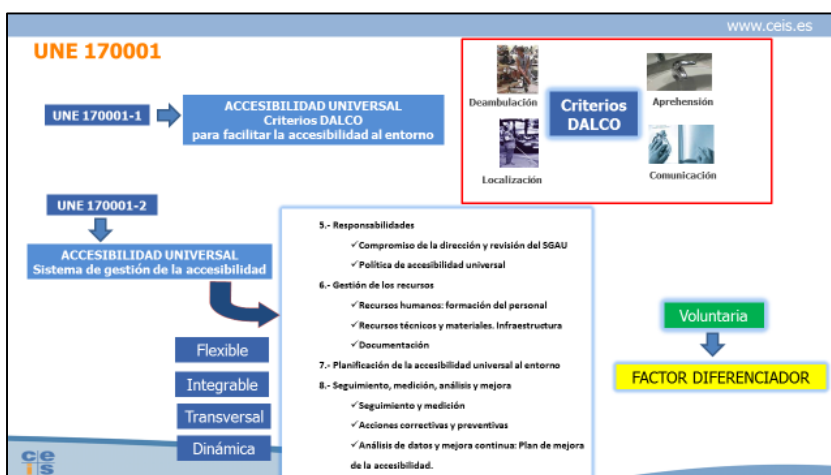 www.ceis.es
UNE 170001
UNE 170001-1
ACCESIBILIDAD UNIVERSAL
Criterios DALCO
para facilitar la accesibilidad al entorno
Deambulación
Criterios
DALCO
Aprehensión
Localización
Comunicación
UNE 170001-2
ACCESIBILIDAD UNIVERSAL
Sistema de gestión de la accesibilidad
5.- Responsabilidades
✓Compromiso de la dirección y revisión del SGAU
✓Política de accesibilidad universal
6.- Gestión de los recursos
✓Recursos humanos: formación del personal
✓Recursos técnicos y materiales. Infraestructura
✓Documentación
7.- Planificación de la accesibilidad universal al entorno
8.- Seguimiento, medición, análisis y mejora
✓Seguimiento y medición
✓Acciones correctivas y preventivas
✓Análisis de datos y mejora continua: Plan de mejora
de la accesibilidad.
Flexible
Integrable
Transversal
Dinámica
Voluntaria
FACTOR DIFERENCIADOR
ceis